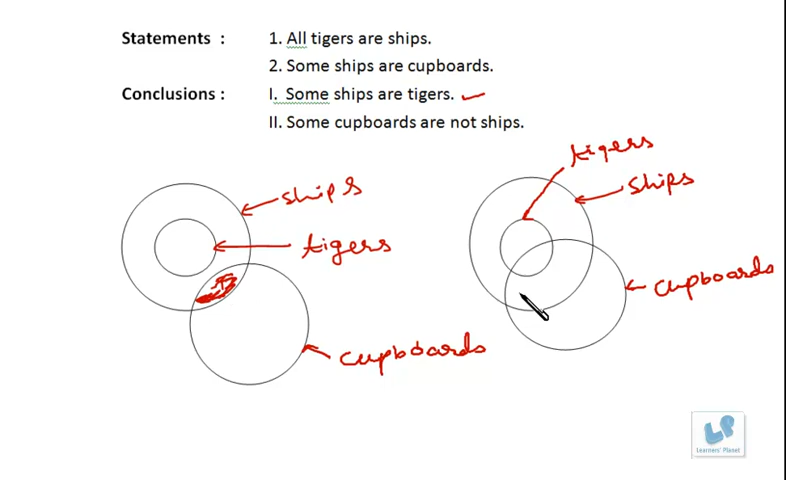 Statements : 1. All tigers are ships.
2. Some ships are cupboards.
Conclusions : I. Some ships are tigers.
II. Some cupboards are not ships.
tigers
ships
ships
tigers
cupboards
cupboards
LP
Learners' Planet